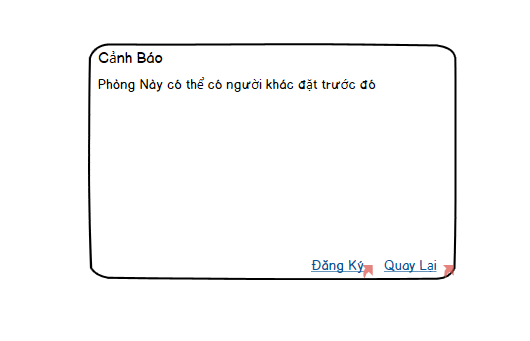 Cảnh Báo
Phòng Này có thể có người khác đặt trước đó
Đăng Ký Quay Lại